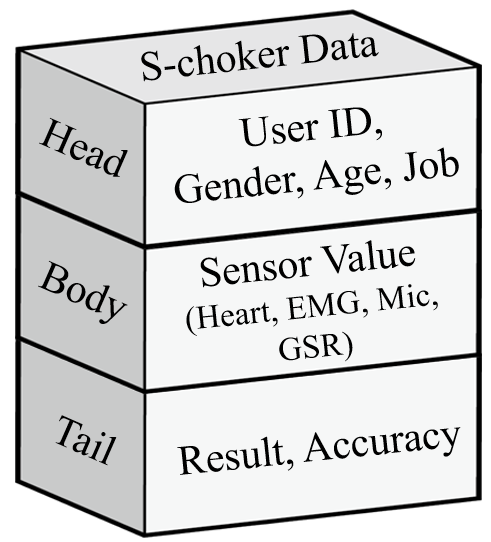 S-choker Data
Head
User ID,
Gender, Age, Job
Body
Sensor Value
(Heart, EMG, Mic,
GSR)
Tail
Result, Accuracy